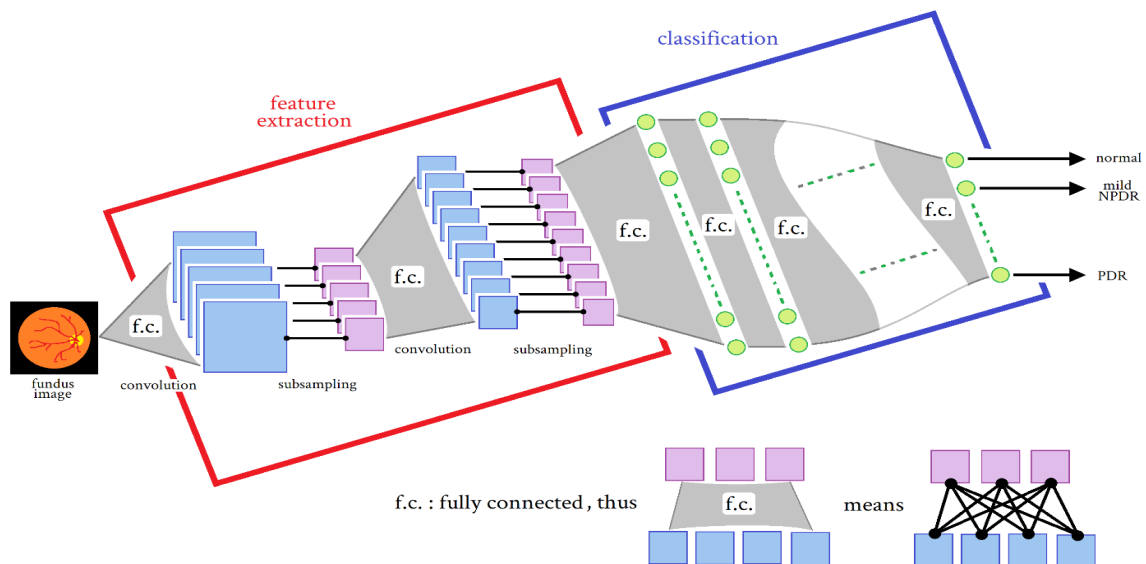 classification
feature
extraction
f.c.
f.c.
f.c.
f.c.
f.c.
f.c.
normal
mild
NPDR
PDR
fundus
image
convolution
subsampling
convolution
subsampling
f.c. : fully connected , thus
f.c.
means